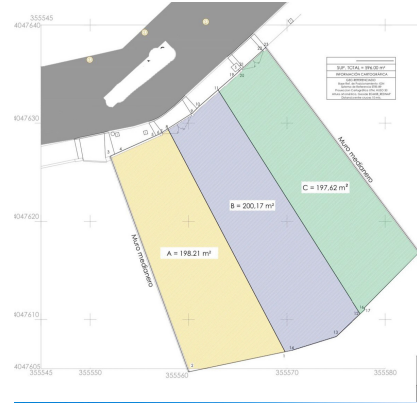 355545
4047640
4047630
4047620
4047610
4047605
355545
355550
355560
355570
355580
SUP. TOTAL = 596,00 m²
INFORMACIÓN CARTOGRÁFICA
Muro medianero
Muro medianero
A = 198,21 m²
B = 200,17 m²
C = 197,62 m²